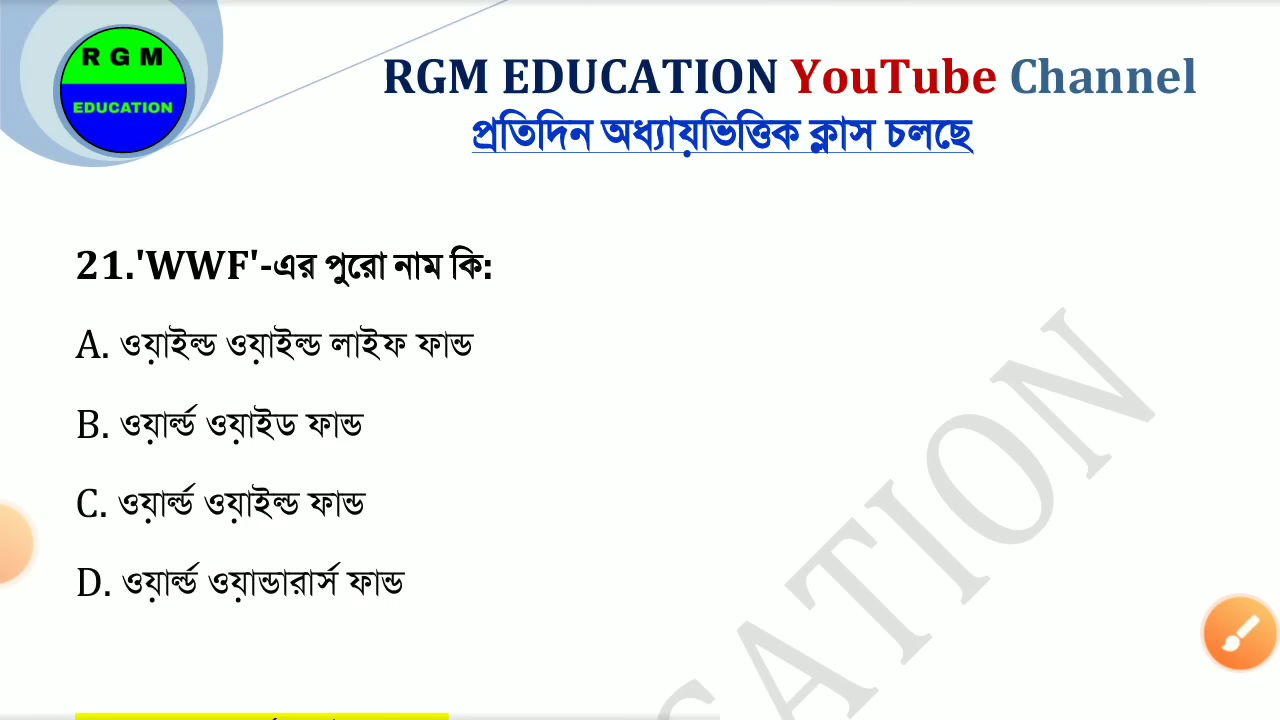 R G M
EDUCATION
RGM EDUCATION YouTube Channel
প্রতিদিন অধ্যায়ভিত্তিক ক্লাস চলছে
21.'WWF'-এর পুরো নাম কি:
A. ওয়াইল্ড ওয়াইল্ড লাইফ ফান্ড
B. ওয়ার্ল্ড ওয়াইড ফান্ড
C. ওয়ার্ল্ড ওয়াইল্ড ফান্ড
D. ওয়ার্ল্ড ওয়ান্ডারার্স ফান্ড
CATION